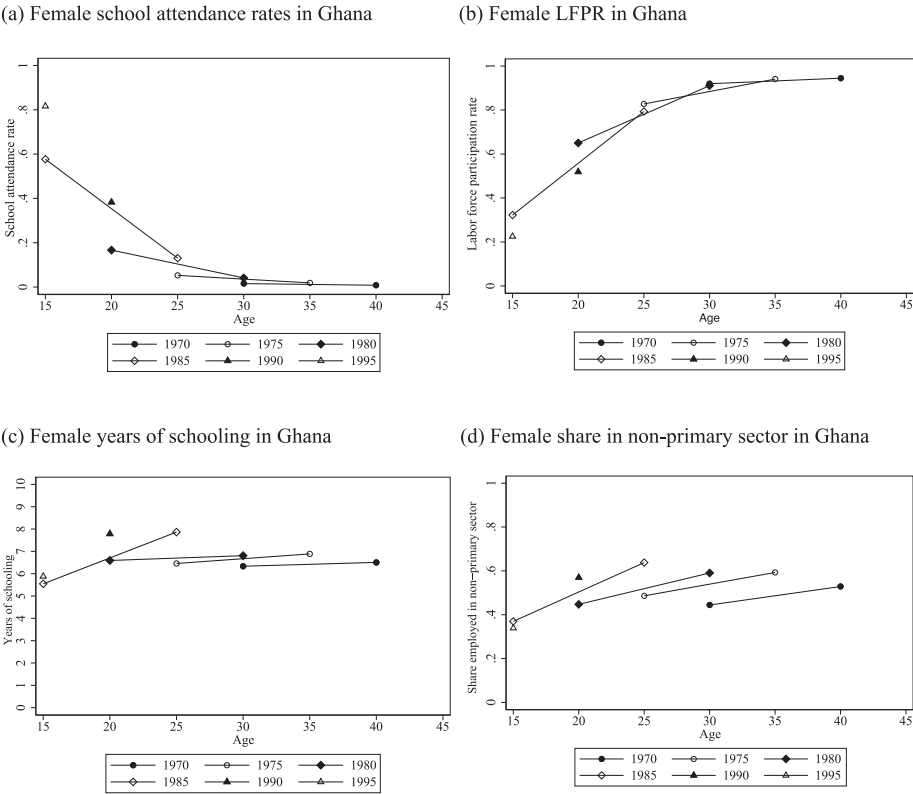 (a) Female school attendance rates in Ghana
School attendance rate
1
.8
.6
.4
.2
0
15 20 25 30 35 40 45
Age
1970 1975 1980
1985 1990 1995
(b) Female LFPR in Ghana
Labor force participation rate
1
.8
.6
.4
.2
0
15 20 25 30 35 40 45
Age
1970 1975 1980
1985 1990 1995
(c) Female years of schooling in Ghana
Years of schooling
10
9
8
7
6
5
4
3
2
1
0
15 20 25 30 35 40 45
Age
1970 1975 1980
1985 1990 1995
(d) Female share in non-primary sector in Ghana
Share employed in non–primary sector
1
.8
.6
.4
.2
0
15 20 25 30 35 40 45
Age
1970 1975 1980
1985 1990 1995